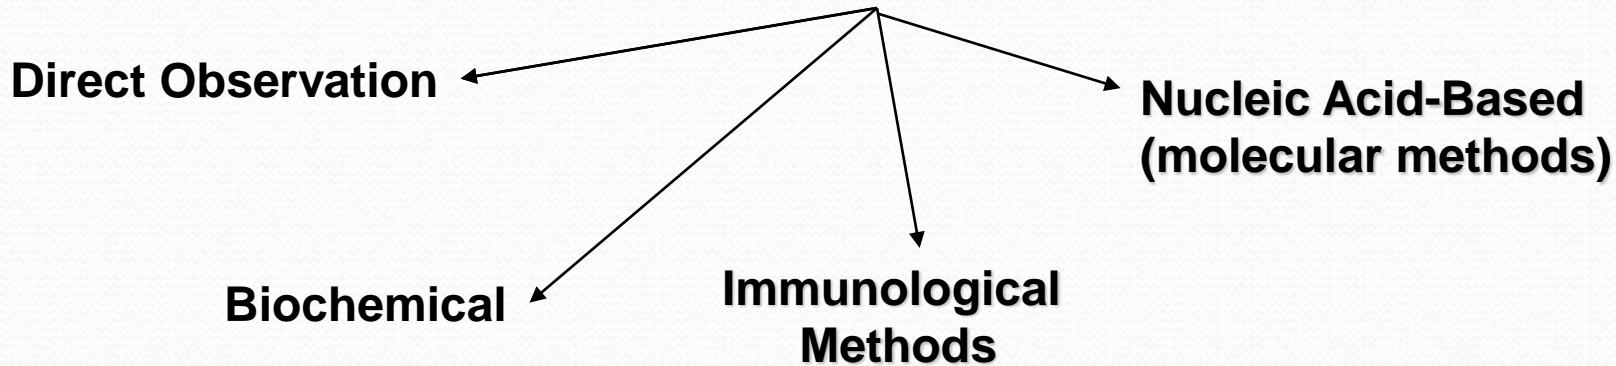 Direct Observation
Nucleic Acid-Based
(molecular methods)
Biochemical
Immunological
Methods